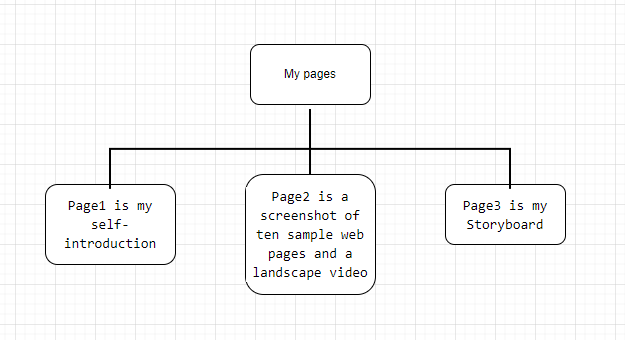 My pages
Page1 is my
self-
introduction
Page2 is a
screenshot of
ten sample web
pages and a
landscape video
Page3 is my
Storyboard